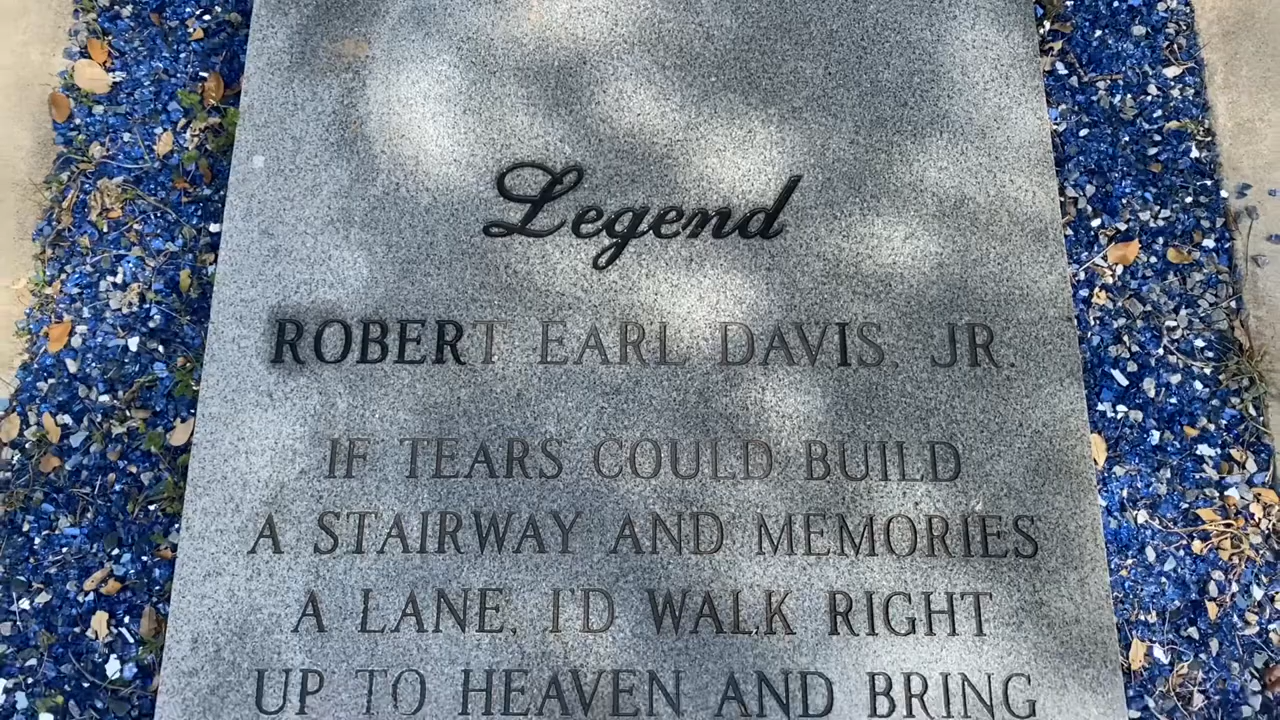 Legend
ROBERT EARL DAVIS, JR.
IF TEARS COULD BUILD
A STAIRWAY AND MEMORIES
A LANE, I'D WALK RIGHT
UP TO HEAVEN AND BRING